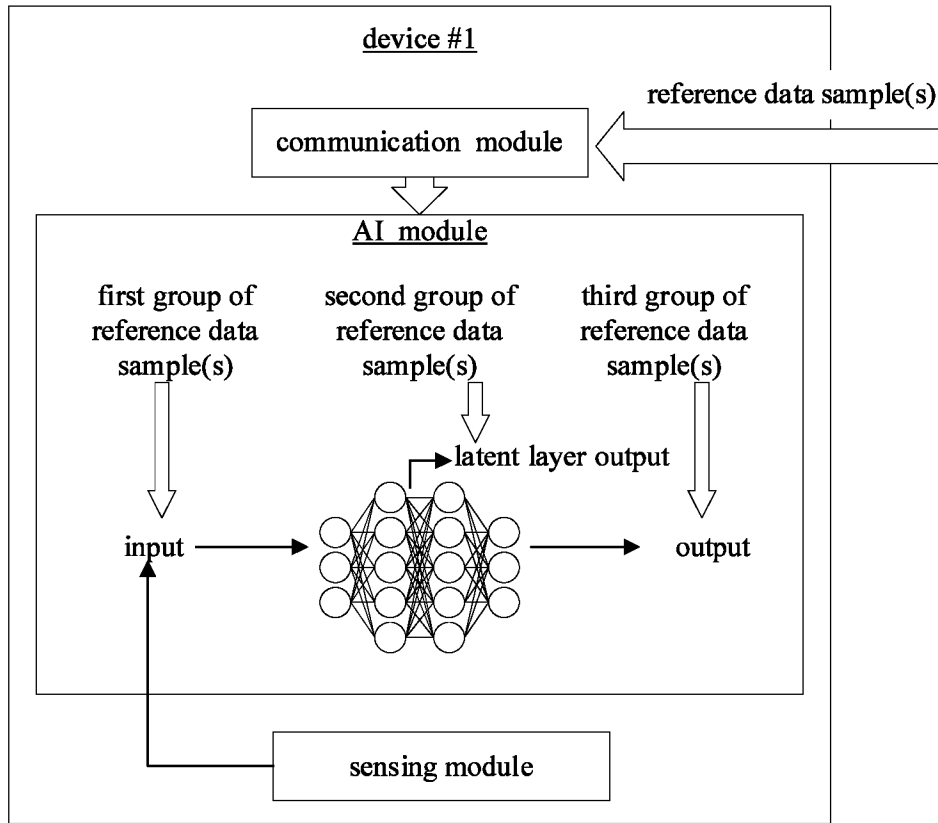 device #1
reference data sample(s)
communication module
AI module
first group of
reference data
sample(s)
second group of
reference data
sample(s)
third group of
reference data
sample(s)
latent layer output
input
output
sensing module